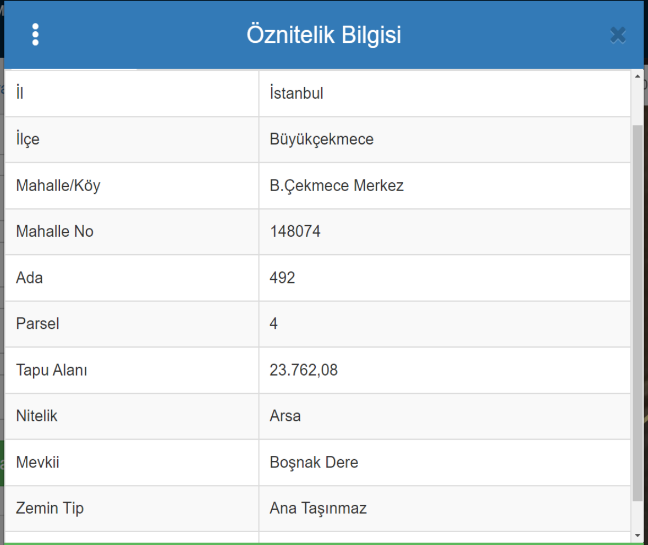 Öznitelik Bilgisi
İl İstanbul
İlçe Büyükçekmece
Mahalle/Köy B.Çekmece Merkez
Mahalle No 148074
Ada 492
Parsel 4
Tapu Alanı 23.762,08
Nitelik Arsa
Mevkii Boşnak Dere
Zemin Tip Ana Taşınmaz